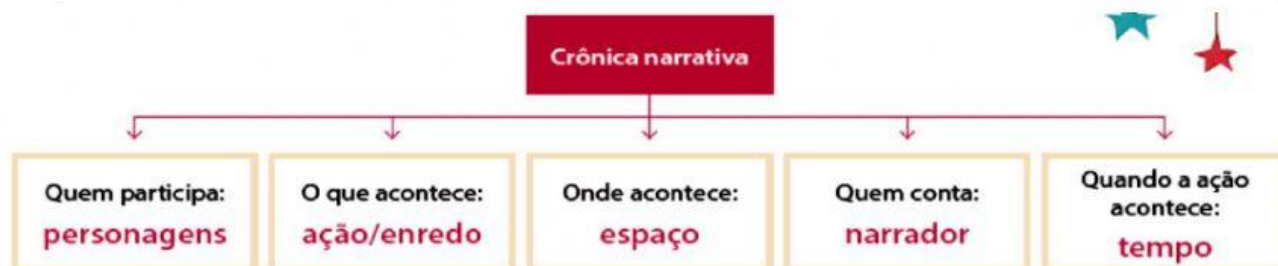 Crônica narrativa
Quem participa:
personagens
O que acontece:
ação/enredo
Onde acontece:
espaço
Quem conta:
narrador
Quando a ação
acontece:
tempo